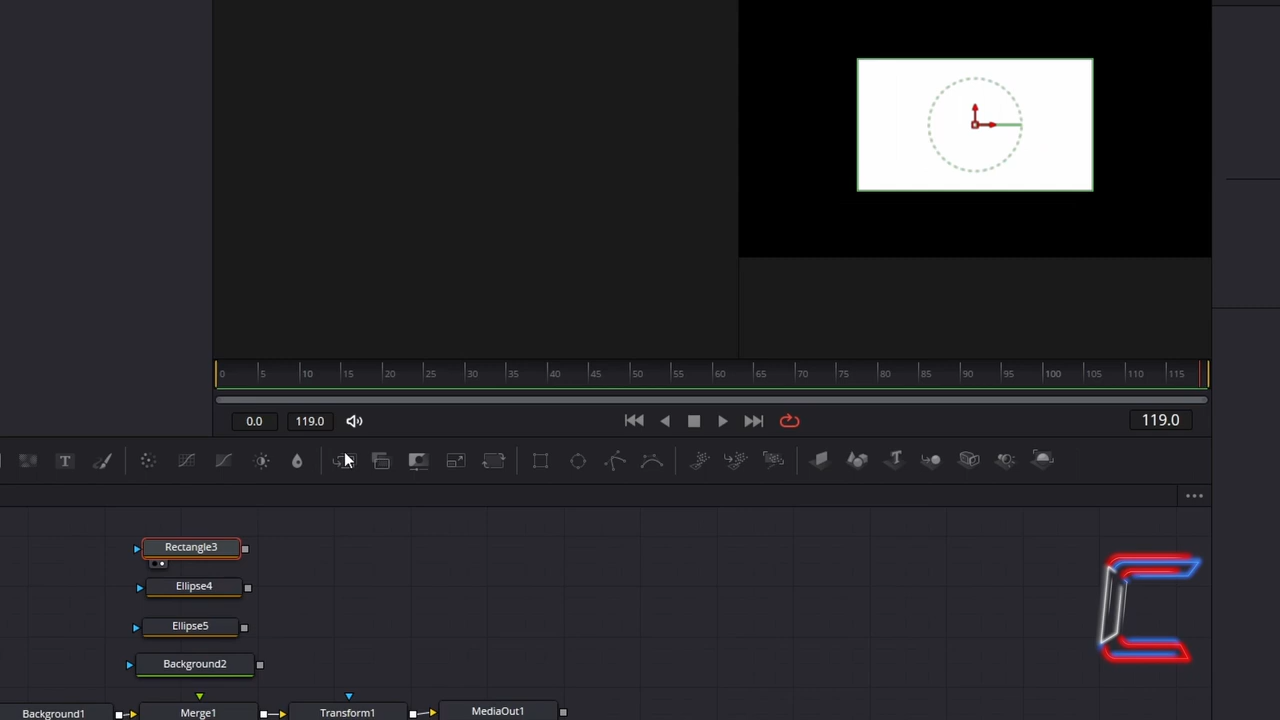 0 5 10 15 20 25 30 35 40 45 50 55 60 65 70 75 80 85 90 95 100 105 110 115
0.0 119.0 119.0
T
Rectangle3
Ellipse4
Ellipse5
Background2
Background1 Merge1 Transform1 MediaOut1